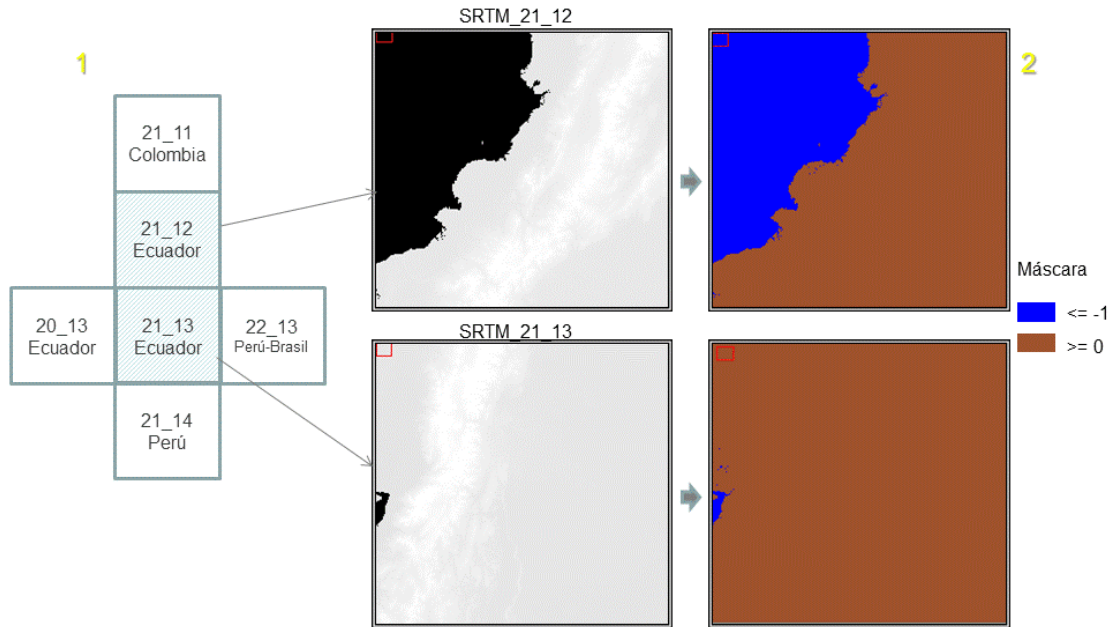 SRTM_21_12
1
2
21_11
Colombia
21_12
Ecuador
20_13
Ecuador
21_13
Ecuador
22_13
Perú-Brasil
21_14
Perú
SRTM_21_13
Máscara
<= -1
>= 0